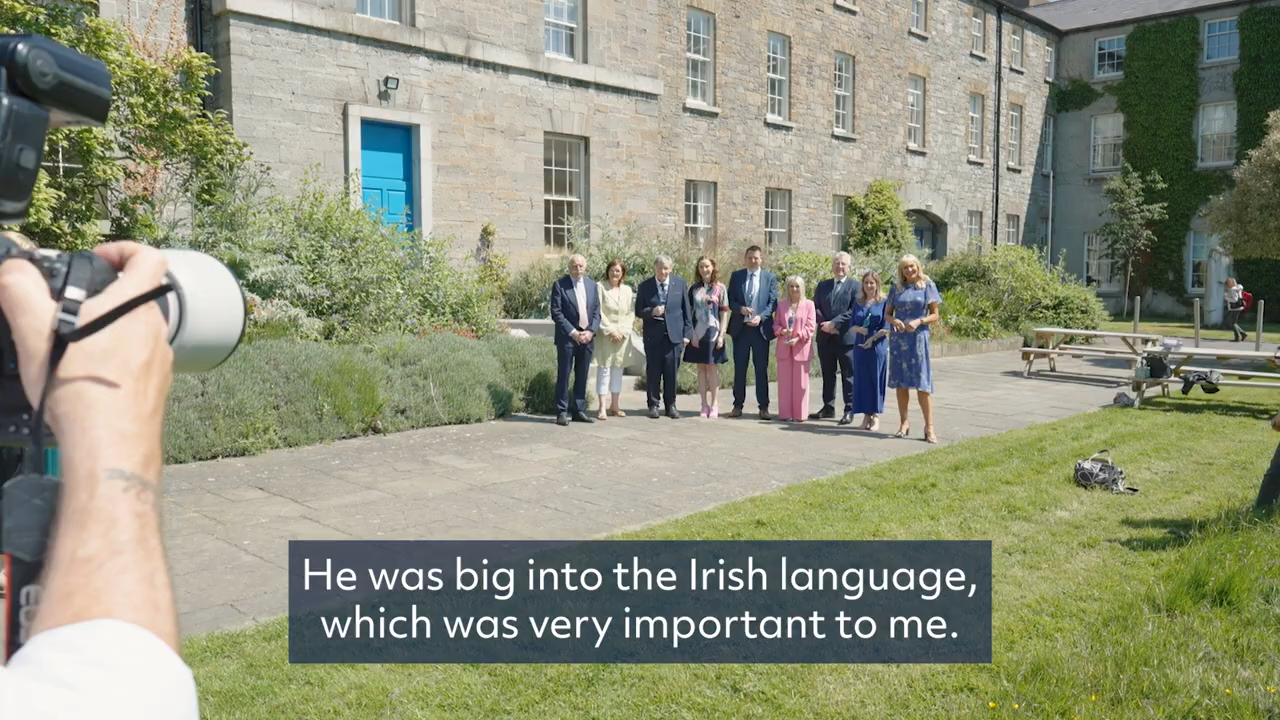 He was big into the Irish language,
which was very important to me.